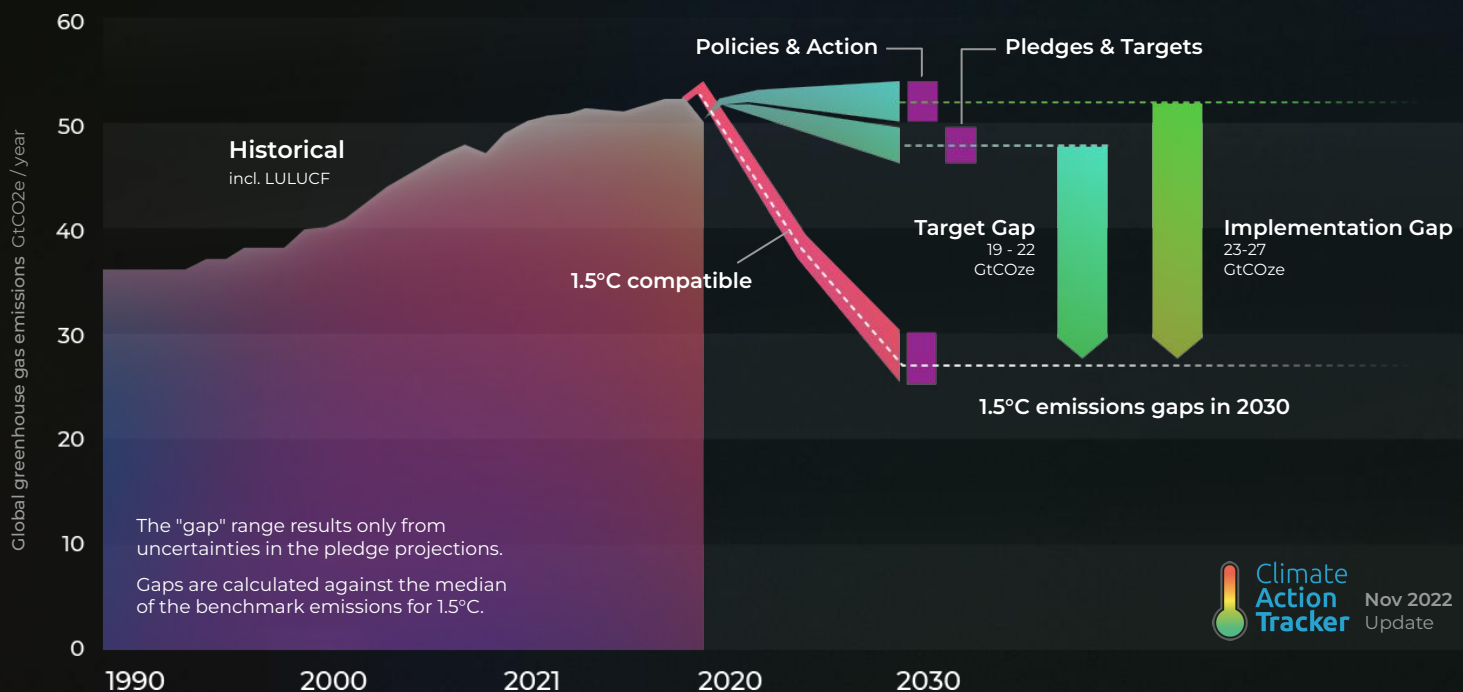 60
Policies & Action
Pledges & Targets
50
Historical
incl. LULUCF
Global greenhouse gas emissions GtCO2e / year
40
Target Gap
19 - 22
GtCOze
Implementation Gap
23-27
GtCOze
1.5°C compatible
30
1.5°C emissions gaps in 2030
20
The "gap" range results only from
uncertainties in the pledge projections.
10
Gaps are calculated against the median
of the benchmark emissions for 1.5°C.
Climate
Action
Tracker
Nov 2022
Update
0
1990
2000
2021
2020
2030